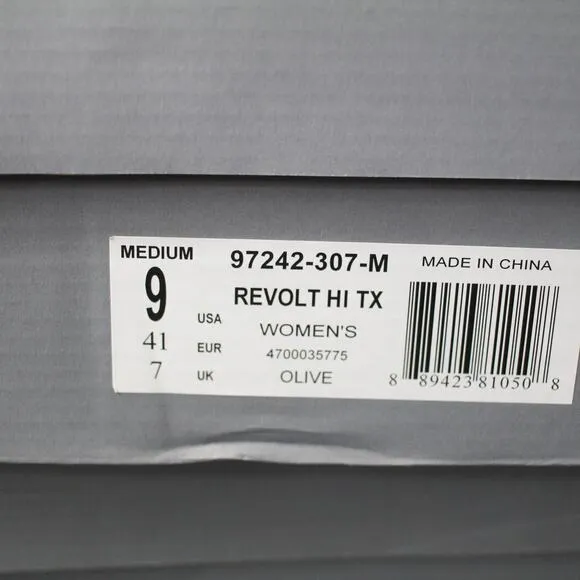 MEDIUM 97242-307-M MADE IN CHINA
9 USA REVOLT HI TX
41 EUR WOMEN'S
4700035775
7 UK OLIVE 8 89423 81050 8